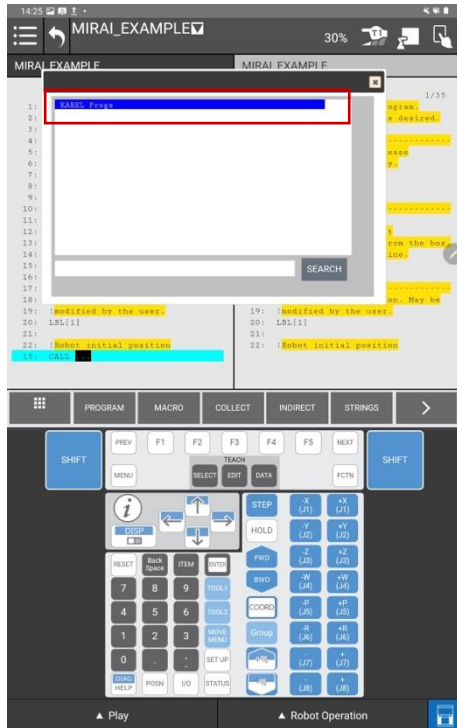 14:25
MIRAI_EXAMPLE
30%
T1
MIRAI_EXAMPLE
MIRAI_EXAMPLE
1/35
KAREL Progs
SEARCH
1:
2:
3:
4:
5:
6:
7:
8:
9:
10:
11:
12:
13:
14:
15:
16:
17:
18:
ogram.
s desired.
ease
y.
t
rom the box,
ine.
on. May be
19: !modified by the user.
20: LBL[1]
21:
22: !Robot initial position
15: CALL ...
19: !modified by the user.
20: LBL[1]
21:
22: !Robot initial position
PROGRAM MACRO COLLECT INDIRECT STRINGS >
SHIFT PREV F1 F2 F3 F4 F5 NEXT SHIFT
TEACH
MENU SELECT EDIT DATA FCTN
i
DISP
STEP -X (J1) +X (J1)
HOLD -Y (J2) +Y (J2)
RESET Back Space ITEM ENTER FWD -Z (J3) +Z (J3)
7 8 9 TOOL1 BWD -W (J4) +W (J4)
4 5 6 TOOL2 COORD -P (J5) +P (J5)
1 2 3 MOVE MENU Group -R (J6) +R (J6)
0 . , SET UP +% - (J7) + (J7)
DIAG HELP POSN I/O STATUS -% - (J8) + (J8)
▲ Play ▲ Robot Operation